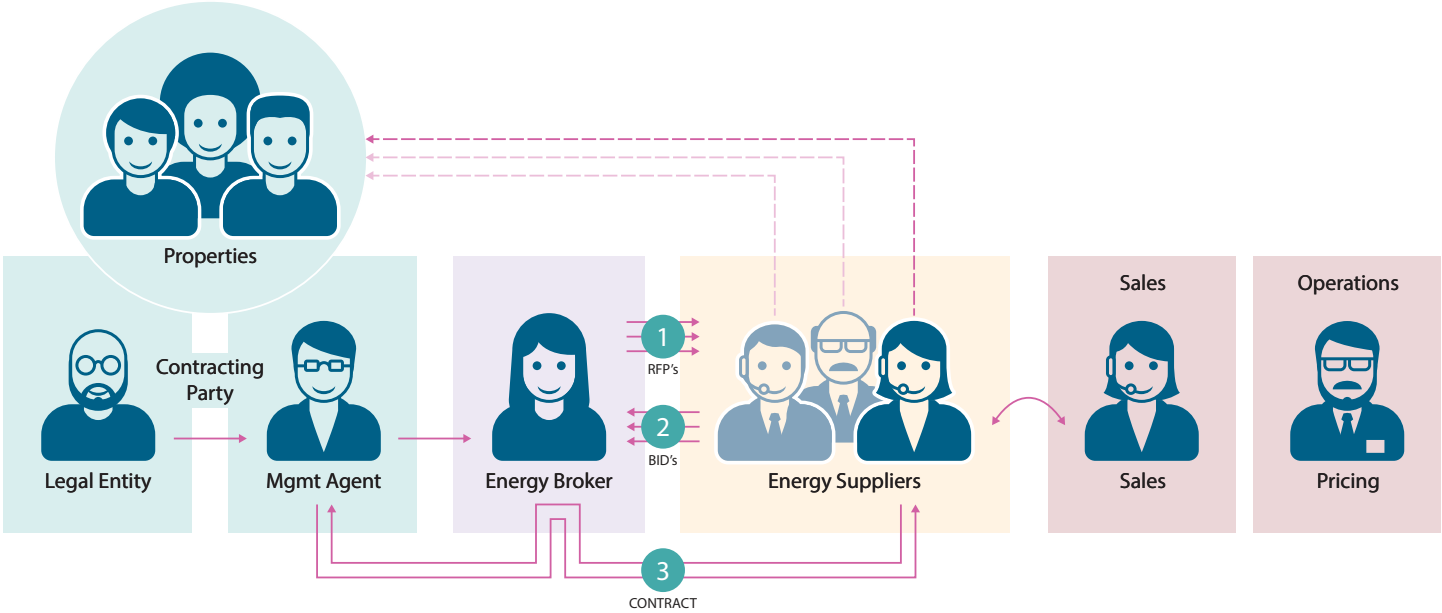 Properties
Sales
Operations
1
RFP's
Contracting
Party
2
BID's
Legal Entity
Mgmt Agent
Energy Broker
Energy Suppliers
Sales
Pricing
3
CONTRACT